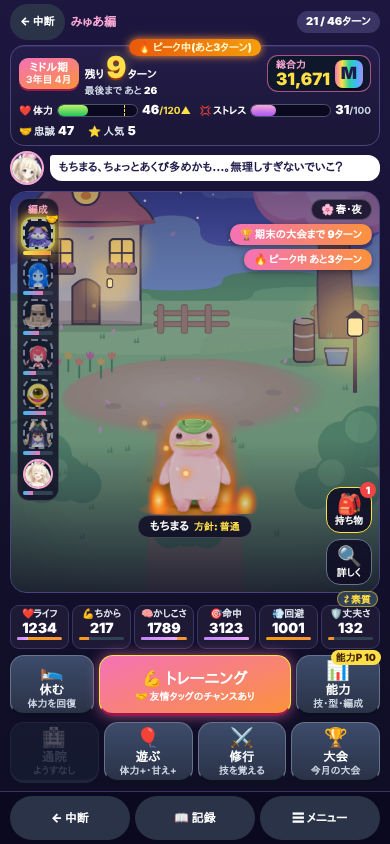 ← 中断
みゅあ編
21 / 46ターン
🔥 ピーク中(あと3ターン)
ミドル期
3年目 4月
残り9ターン
最後まで あと 26
総合力
31,671
M
❤️体力 46/120▲
💢ストレス 31/100
🤝忠誠 47
⭐人気 5
もちまる、ちょっとあくび多めかも…。無理しすぎないでいこ?
編成
🌸 春・夜
🏆 期末の大会まで 9ターン
🔥 ピーク中 あと3ターン
もちまる 方針: 普通
1
持ち物
詳しく
素質
❤️ライフ
1234
💪ちから
217
🧠かしこさ
1789
🎯命中
3123
💨回避
1001
🛡️丈夫さ
132
休む
体力を回復
💪 トレーニング
🤝 友情タッグのチャンスあり
能力P 10
能力
技・型・編成
通院
ようすなし
遊ぶ
体力+・甘え+
修行
技を覚える
大会
今月の大会
← 中断
📖 記録
☰ メニュー